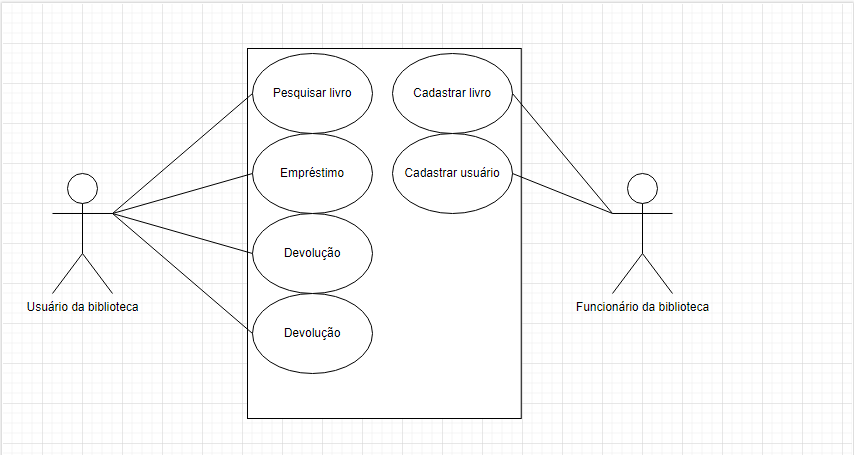 Pesquisar livro
Cadastrar livro
Empréstimo
Cadastrar usuário
Devolução
Devolução
Usuário da biblioteca
Funcionário da biblioteca